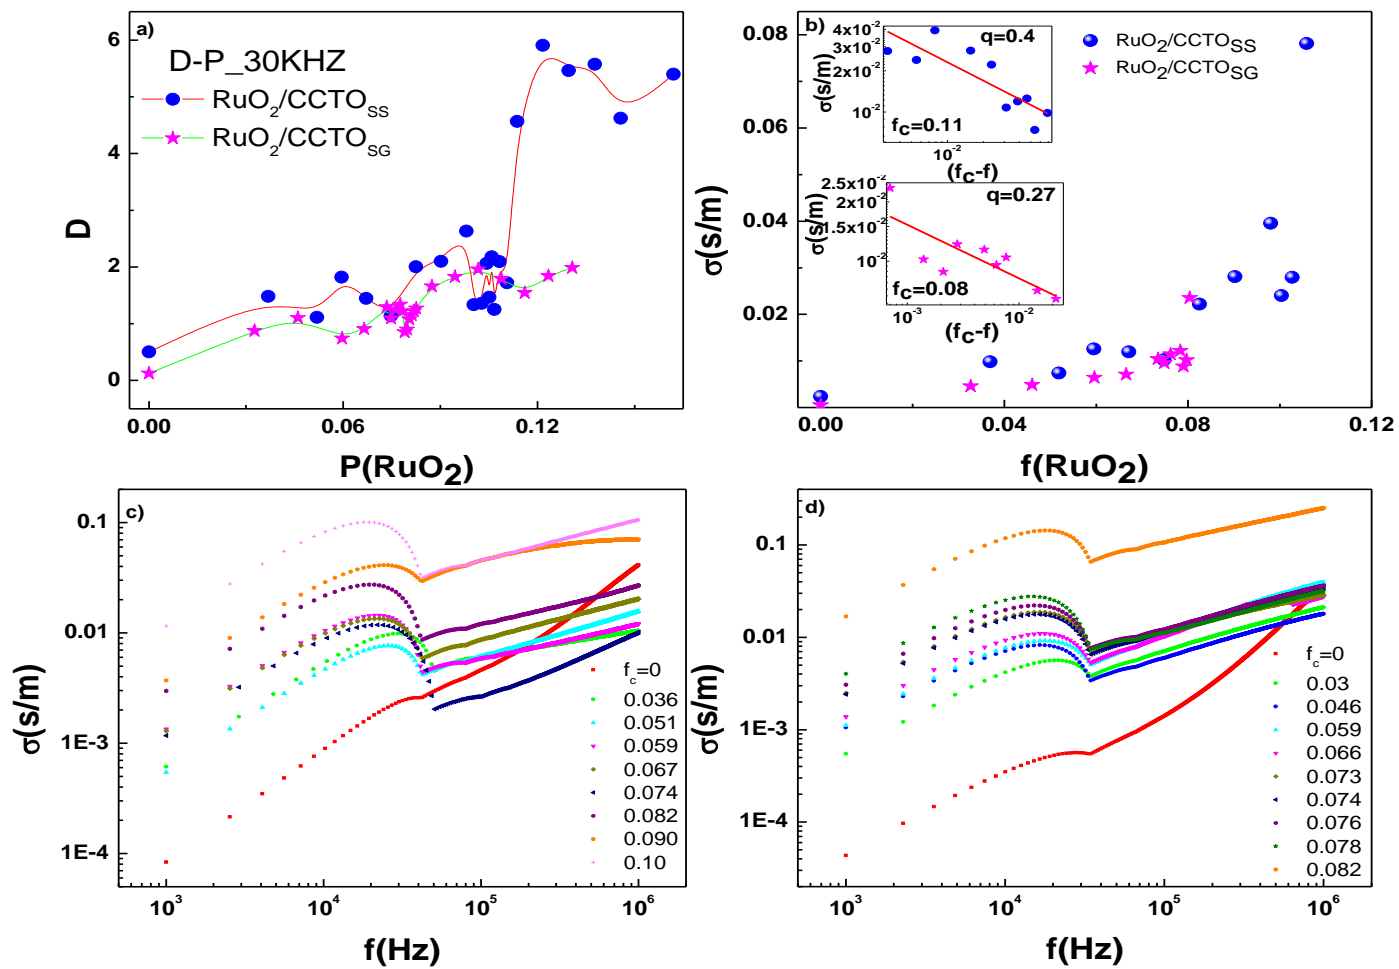 a)
D-P_30KHZ
RuO2/CCTOSS
RuO2/CCTOSG
6
4
2
0
D
0.00
0.06
0.12
P(RuO2)
b)
RuO2/CCTOSS
RuO2/CCTOSG
0.08
0.06
0.04
0.02
σ(s/m)
0.00
0.04
0.08
0.12
f(RuO2)
q=0.4
4x10-2
3x10-2
2x10-2
10-2
σ(s/m)
fc=0.11
10-2
(fC-f)
q=0.27
2.5x10-2
2x10-2
1.5x10-2
10-2
σ(s/m)
fC=0.08
10-3
10-2
(fC-f)
c)
0.1
0.01
1E-3
1E-4
σ(s/m)
fc=0
0.036
0.051
0.059
0.067
0.074
0.082
0.090
0.10
103
104
105
106
f(Hz)
d)
0.1
0.01
1E-3
1E-4
σ(s/m)
fc=0
0.03
0.046
0.059
0.066
0.073
0.074
0.076
0.078
0.082
103
104
105
106
f(Hz)